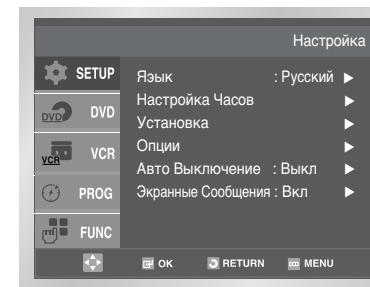 Настройка
SETUP
Язык : Русский ▶
Настройка Часов ▶
DVD DVD
Установка ▶
VCR VCR
Опции ▶
Авто Выключение : Выкл ▶
PROG
Экранные Сообщения : Вкл ▶
FUNC
OK RETURN MENU